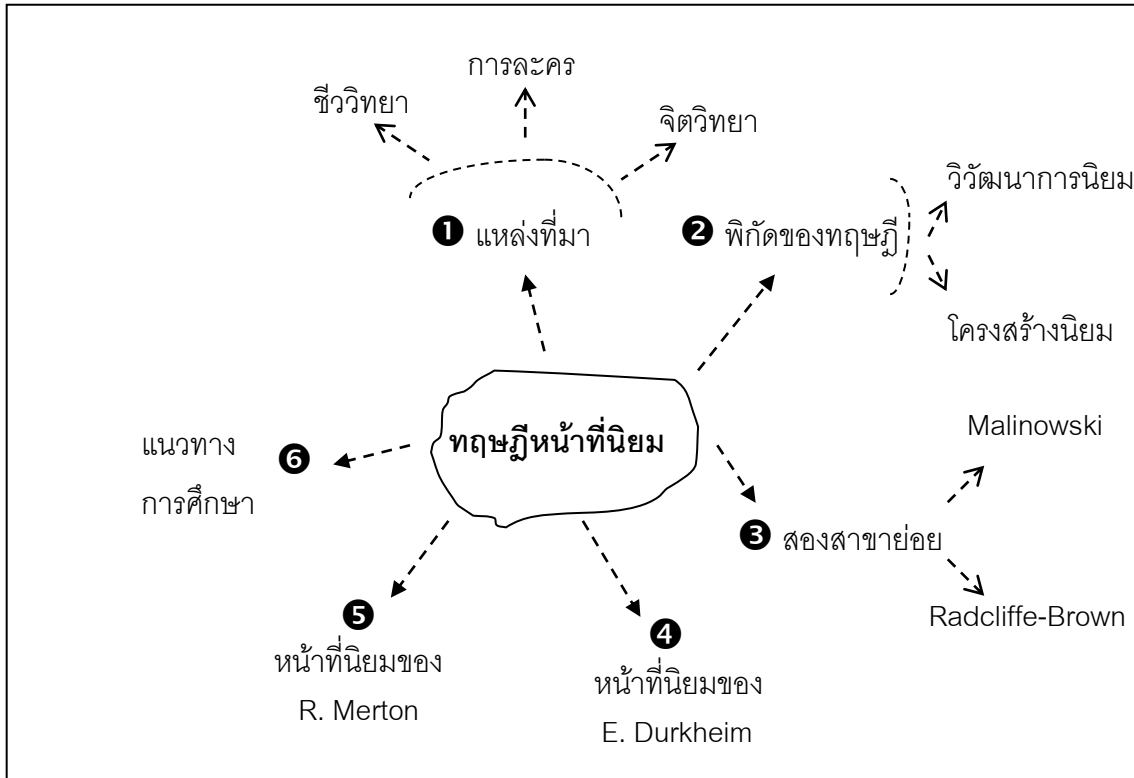 การละคร
ชีววิทยา
จิตวิทยา
วิวัฒนาการนิยม
❶ แหล่งที่มา
❷ พิกัดของทฤษฎี
โครงสร้างนิยม
ทฤษฎีหน้าที่นิยม
Malinowski
แนวทาง
❻
การศึกษา
❸ สองสาขาย่อย
Radcliffe-Brown
❺
หน้าที่นิยมของ
R. Merton
❹
หน้าที่นิยมของ
E. Durkheim